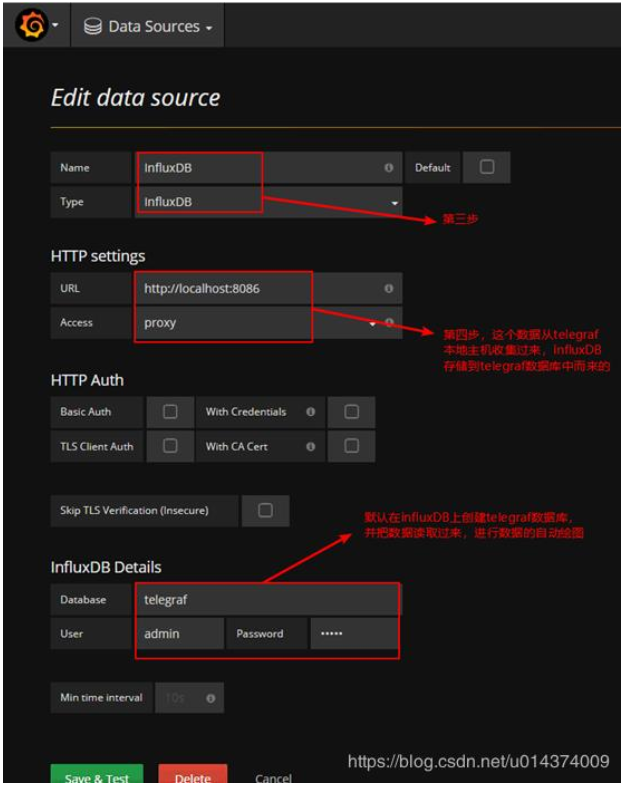 Data Sources
Edit data source
Name InfluxDB Default
Type InfluxDB
第三步
HTTP settings
URL http://localhost:8086
Access proxy
第四步，这个数据从telegraf
本地主机收集过来，influxDB
存储到telegraf数据库中而来的
HTTP Auth
Basic Auth With Credentials
TLS Client Auth With CA Cert
Skip TLS Verification (Insecure)
默认在influxDB上创建telegraf数据库，
并把数据读取过来，进行数据的自动绘图
InfluxDB Details
Database telegraf
User admin Password •••••
Min time interval 10s
https://blog.csdn.net/u014374009
Save & Test Delete Cancel